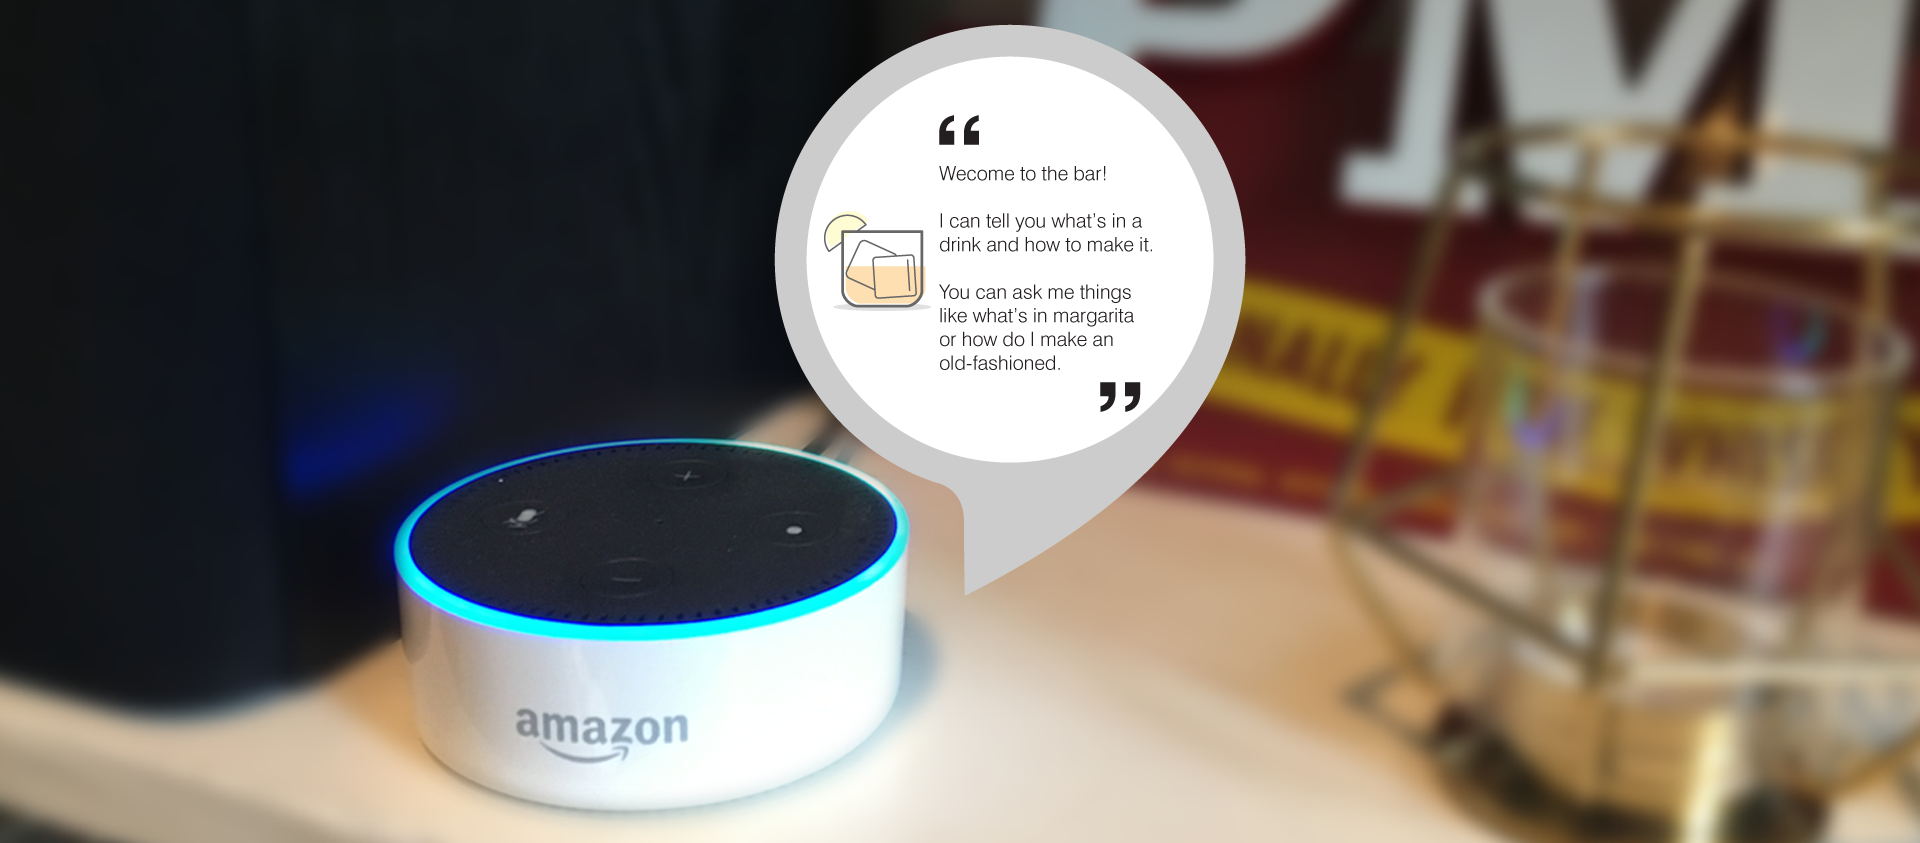 PM
“
Wecome to the bar!
I can tell you what’s in a
drink and how to make it.
You can ask me things
like what’s in margarita
or how do I make an
old-fashioned.
”
amazon